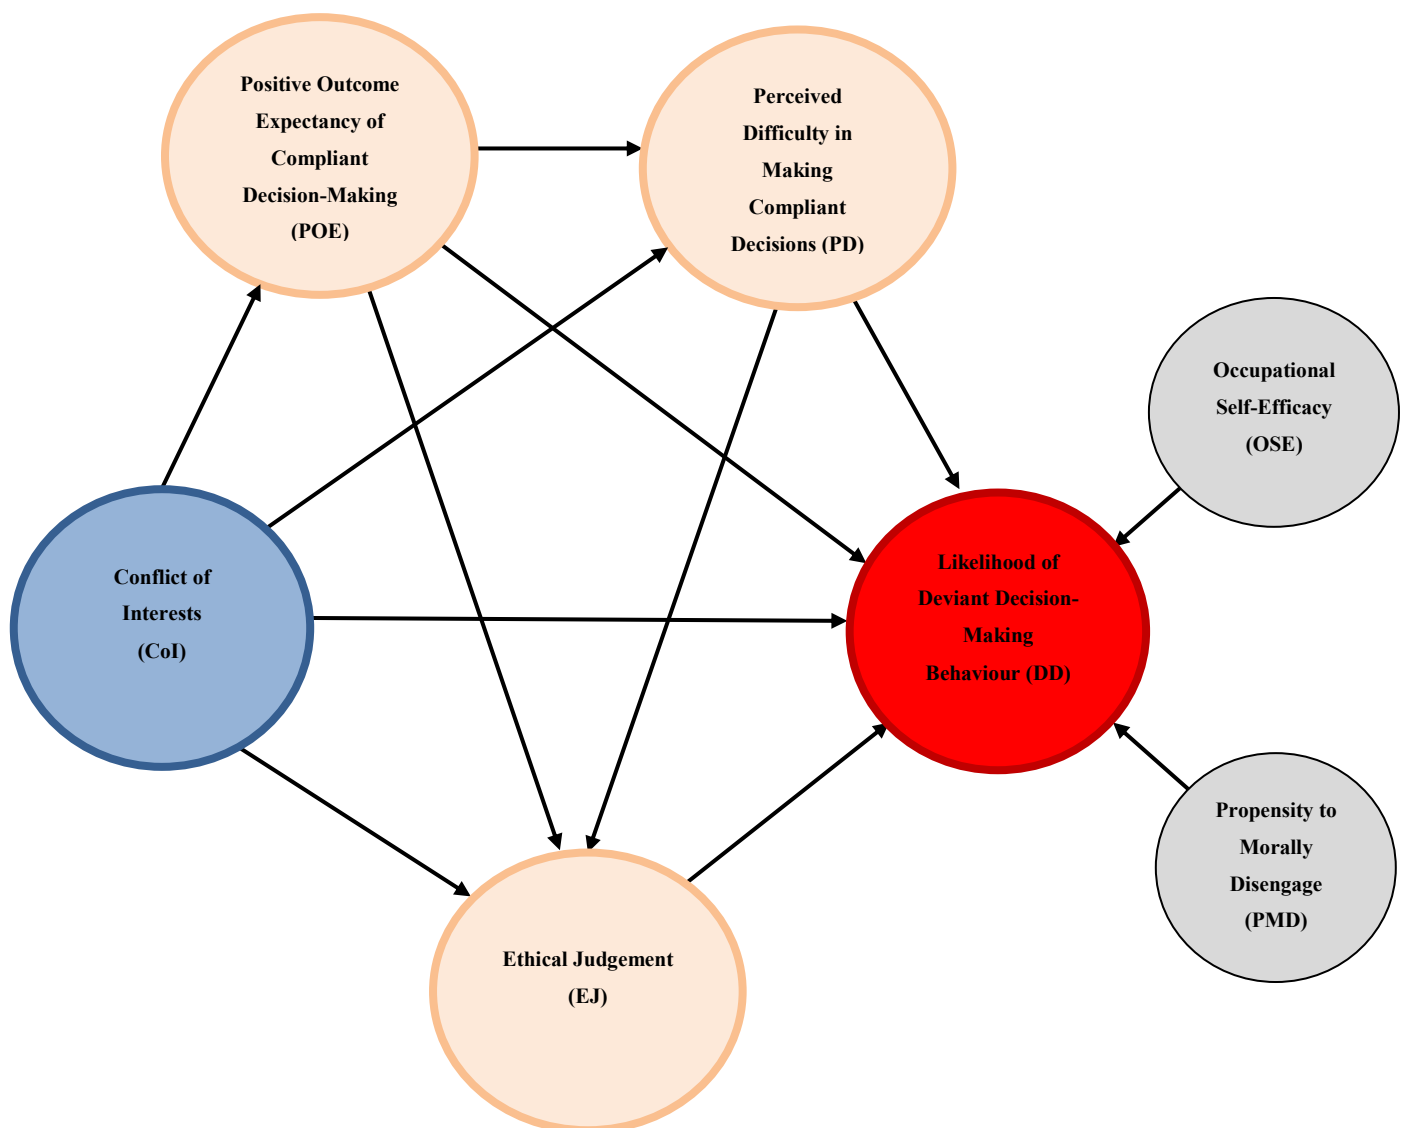 Positive Outcome
Expectancy of
Compliant
Decision-Making
(POE)
Perceived
Difficulty in
Making
Compliant
Decisions (PD)
Occupational
Self-Efficacy
(OSE)
Conflict of
Interests
(CoI)
Likelihood of
Deviant Decision-
Making
Behaviour (DD)
Propensity to
Morally
Disengage
(PMD)
Ethical Judgement
(EJ)